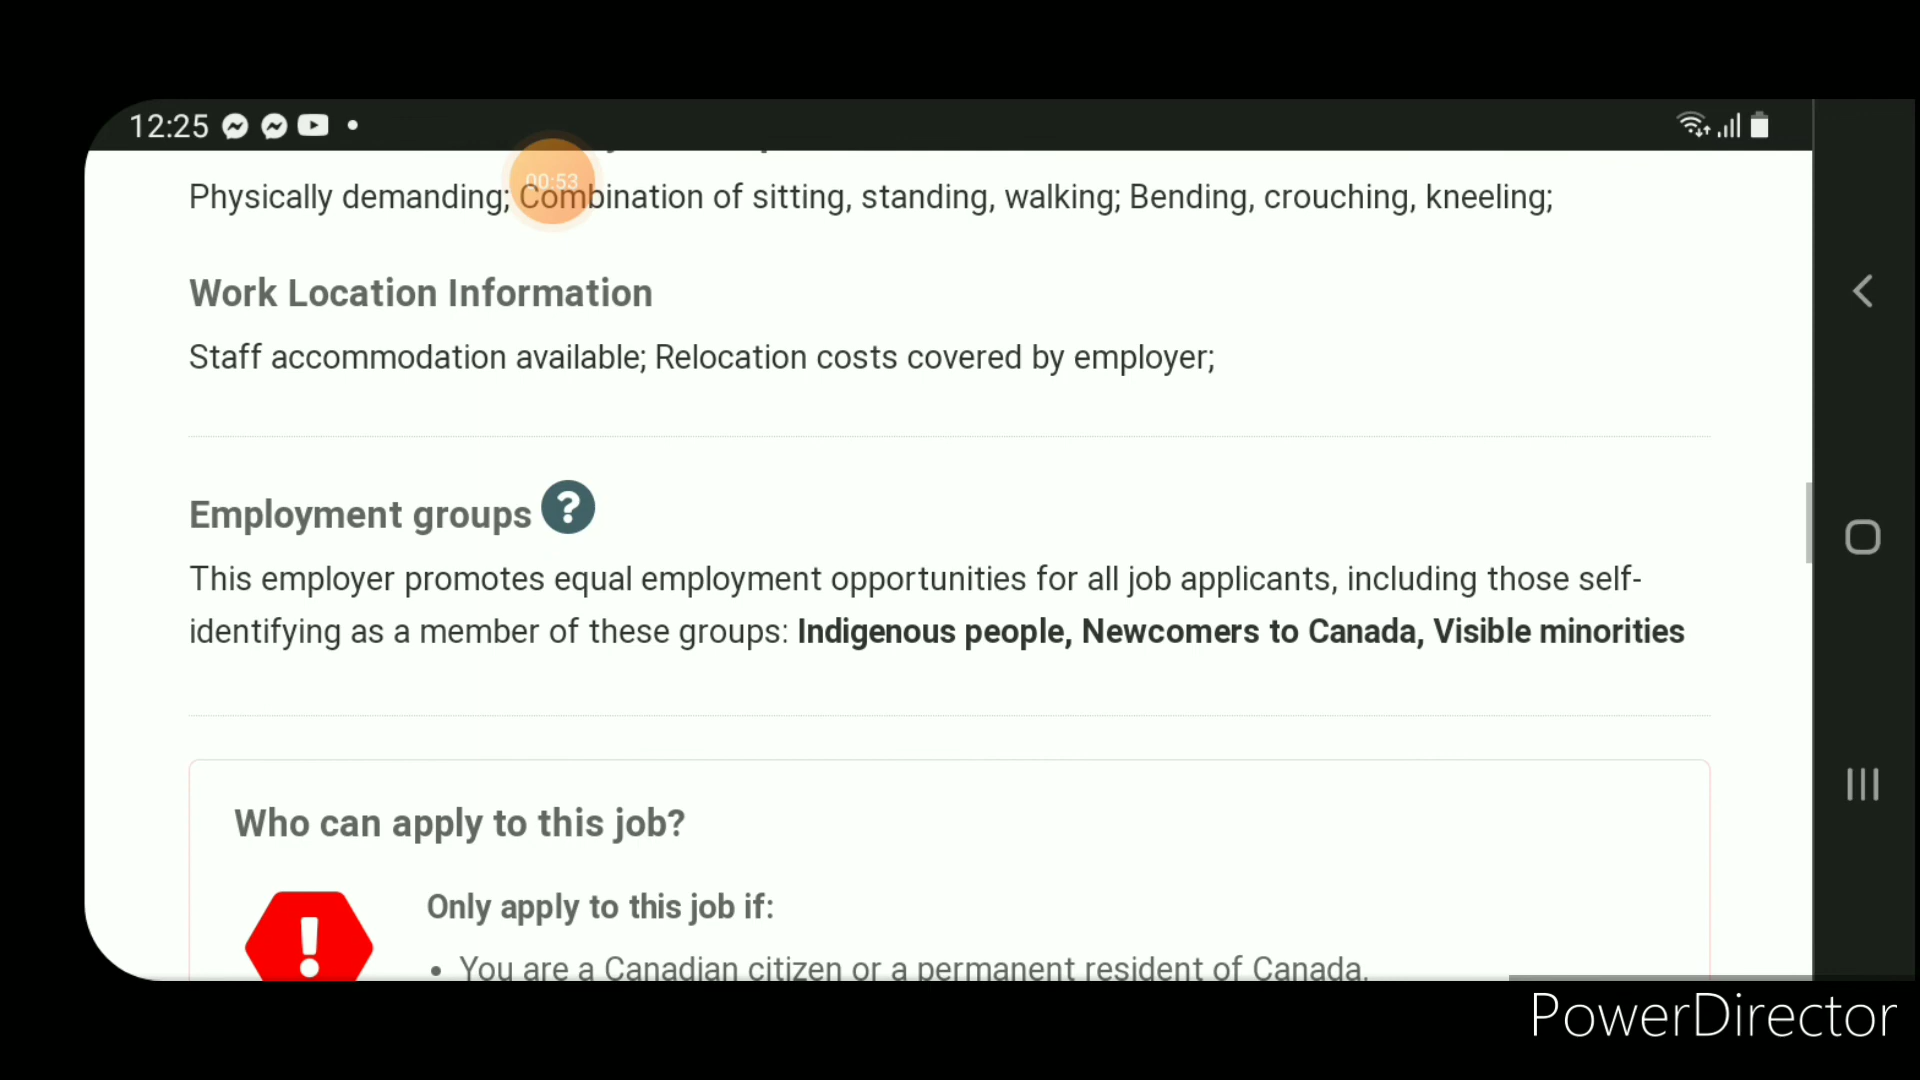 12:25
00:53
Physically demanding; Combination of sitting, standing, walking; Bending, crouching, kneeling;
Work Location Information
Staff accommodation available; Relocation costs covered by employer;
Employment groups ?
This employer promotes equal employment opportunities for all job applicants, including those self-
identifying as a member of these groups: Indigenous people, Newcomers to Canada, Visible minorities
Who can apply to this job?
Only apply to this job if:
• You are a Canadian citizen or a permanent resident of Canada.
PowerDirector